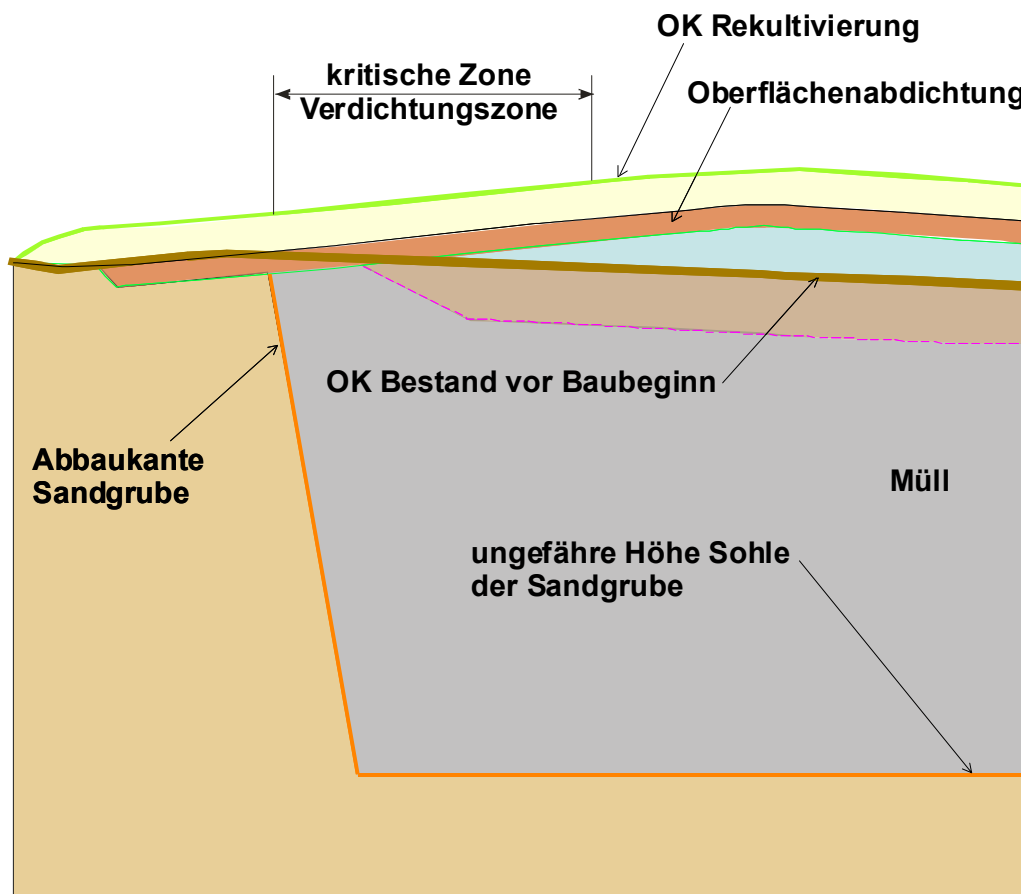 OK Rekultivierung
kritische Zone
Verdichtungszone
Oberflächenabdichtung
OK Bestand vor Baubeginn
Abbaukante
Sandgrube
Müll
ungefähre Höhe Sohle
der Sandgrube